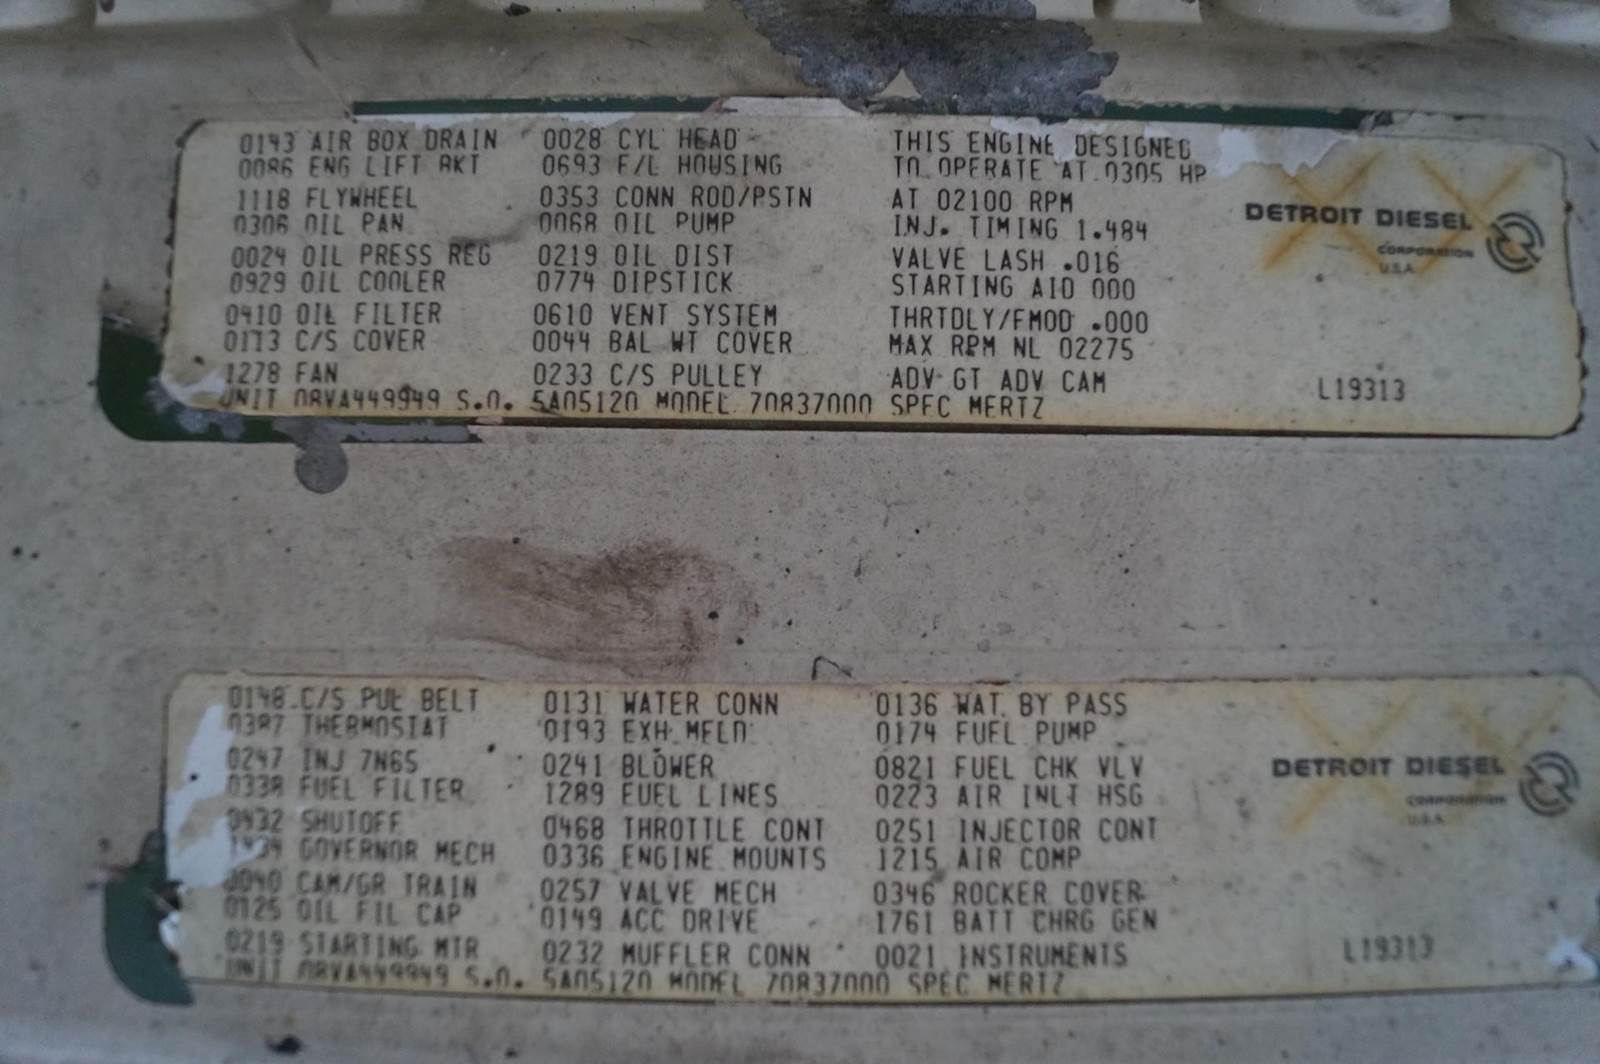 0143 AIR BOX DRAIN 0028 CYL HEAD THIS ENGINE DESIGNED
0086 ENG LIFT BKT 0693 F/L HOUSING TO OPERATE AT 0305 HP
1118 FLYWHEEL 0353 CONN ROD/PSTN AT 02100 RPM
0306 OIL PAN 0068 OIL PUMP INJ. TIMING 1.484
0024 OIL PRESS REG 0219 OIL DIST VALVE LASH .016
0929 OIL COOLER 0774 DIPSTICK STARTING AID 000
0410 OIL FILTER 0610 VENT SYSTEM THRTDLY/FMOD .000
0173 C/S COVER 0044 BAL WT COVER MAX RPM NL 02275
1278 FAN 0233 C/S PULLEY ADV GT ADV CAM
UNIT 08VA449949 S.O. 5A05120 MODEL 70837000 SPEC MERTZ
DETROIT DIESEL
CORPORATION
U.S.A.
L19313
0148 C/S PUL BELT 0131 WATER CONN 0136 WAT. BY PASS
0387 THERMOSTAT 0193 EXH MFLD 0174 FUEL PUMP
0247 INJ 7N65 0241 BLOWER 0821 FUEL CHK VLV
0338 FUEL FILTER 1289 FUEL LINES 0223 AIR INLT HSG
0432 SHUTOFF 0468 THROTTLE CONT 0251 INJECTOR CONT
GOVERNOR MECH 0336 ENGINE MOUNTS 1215 AIR COMP
0040 CAM/GR TRAIN 0257 VALVE MECH 0346 ROCKER COVER
0125 OIL FIL CAP 0149 ACC DRIVE 1761 BATT CHRG GEN
0219 STARTING MTR 0232 MUFFLER CONN 0021 INSTRUMENTS
UNIT 08VA449949 S.O. 5A05120 MODEL 70837000 SPEC MERTZ
DETROIT DIESEL
CORPORATION
U.S.A.
L19313